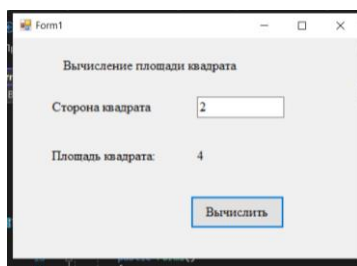 Form1
Вычисление площади квадрата
Сторона квадрата
2
Площадь квадрата:
4
Вычислить